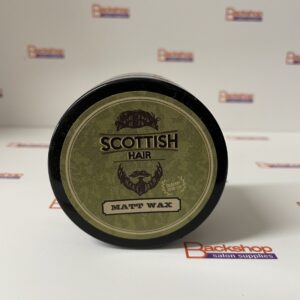 SCOTTISH
HAIR
MATT WAX
Backshop
salon supplies